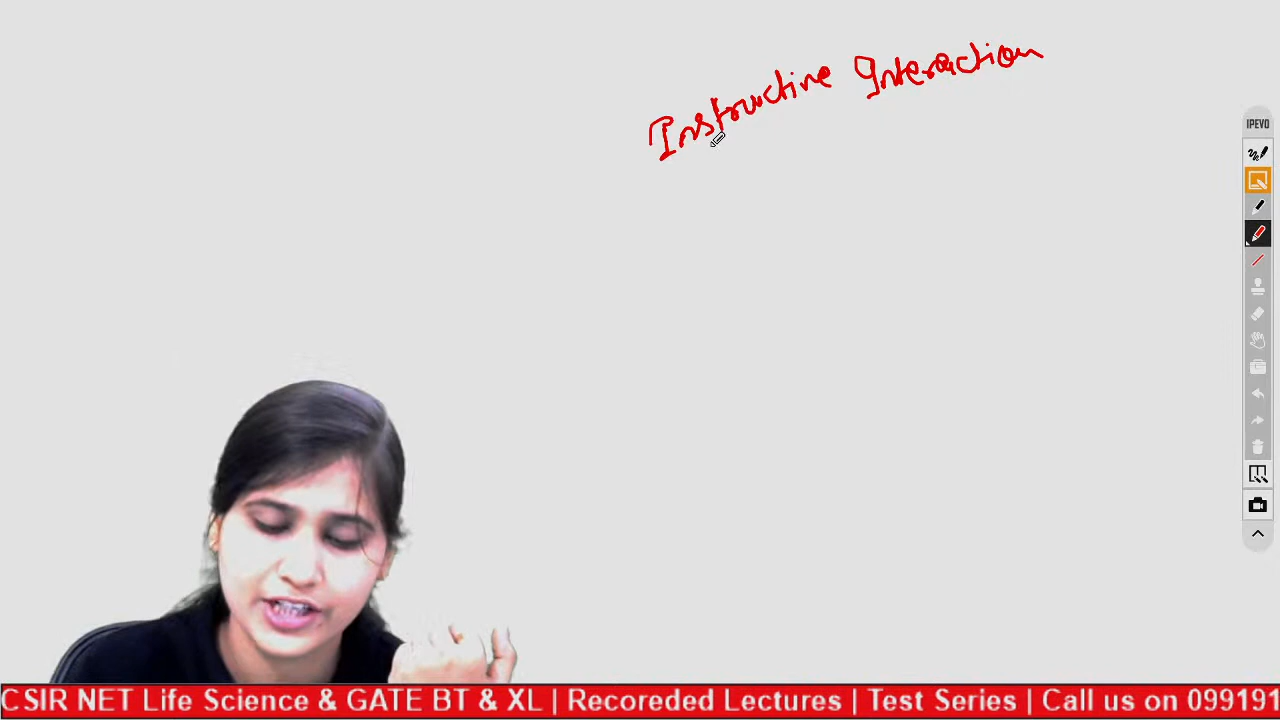 Instructive Interaction
IPEVO
CSIR NET Life Science & GATE BT & XL | Recoreded Lectures | Test Series | Call us on 099191